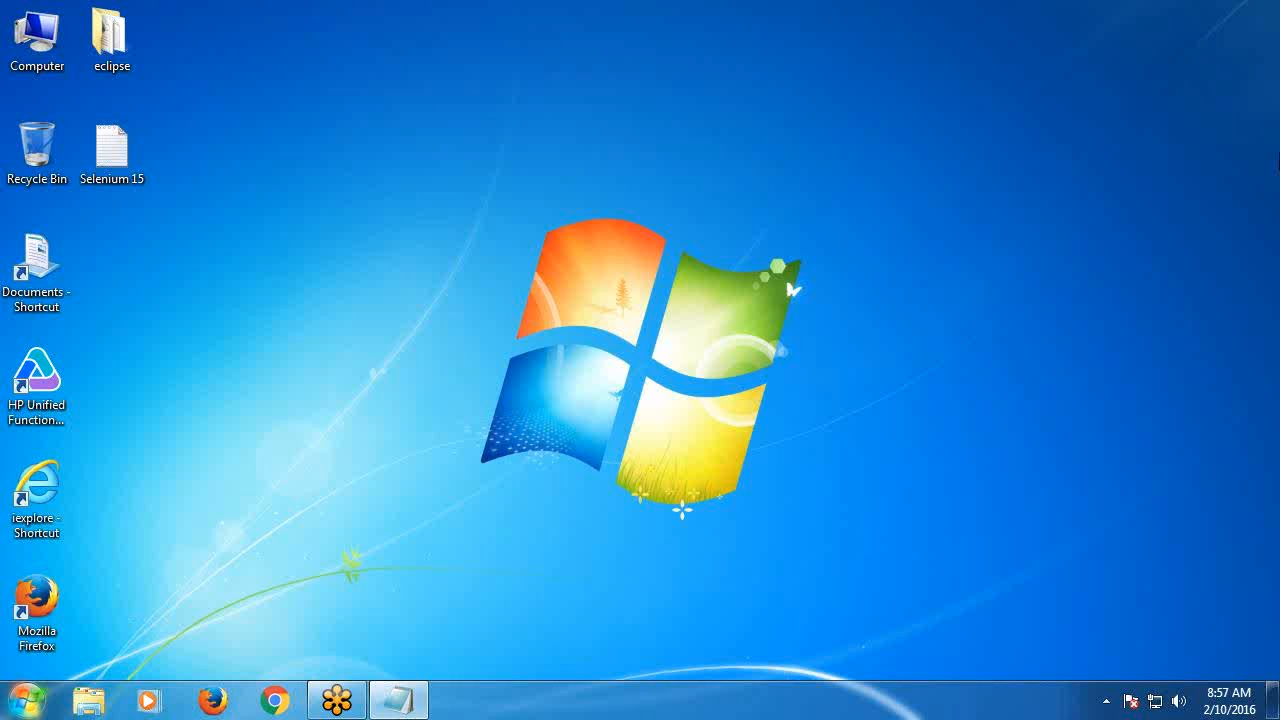 Computer
eclipse
Recycle Bin
Selenium 15
Documents -
Shortcut
HP Unified
Function...
iexplore -
Shortcut
Mozilla
Firefox
8:57 AM
2/10/2016